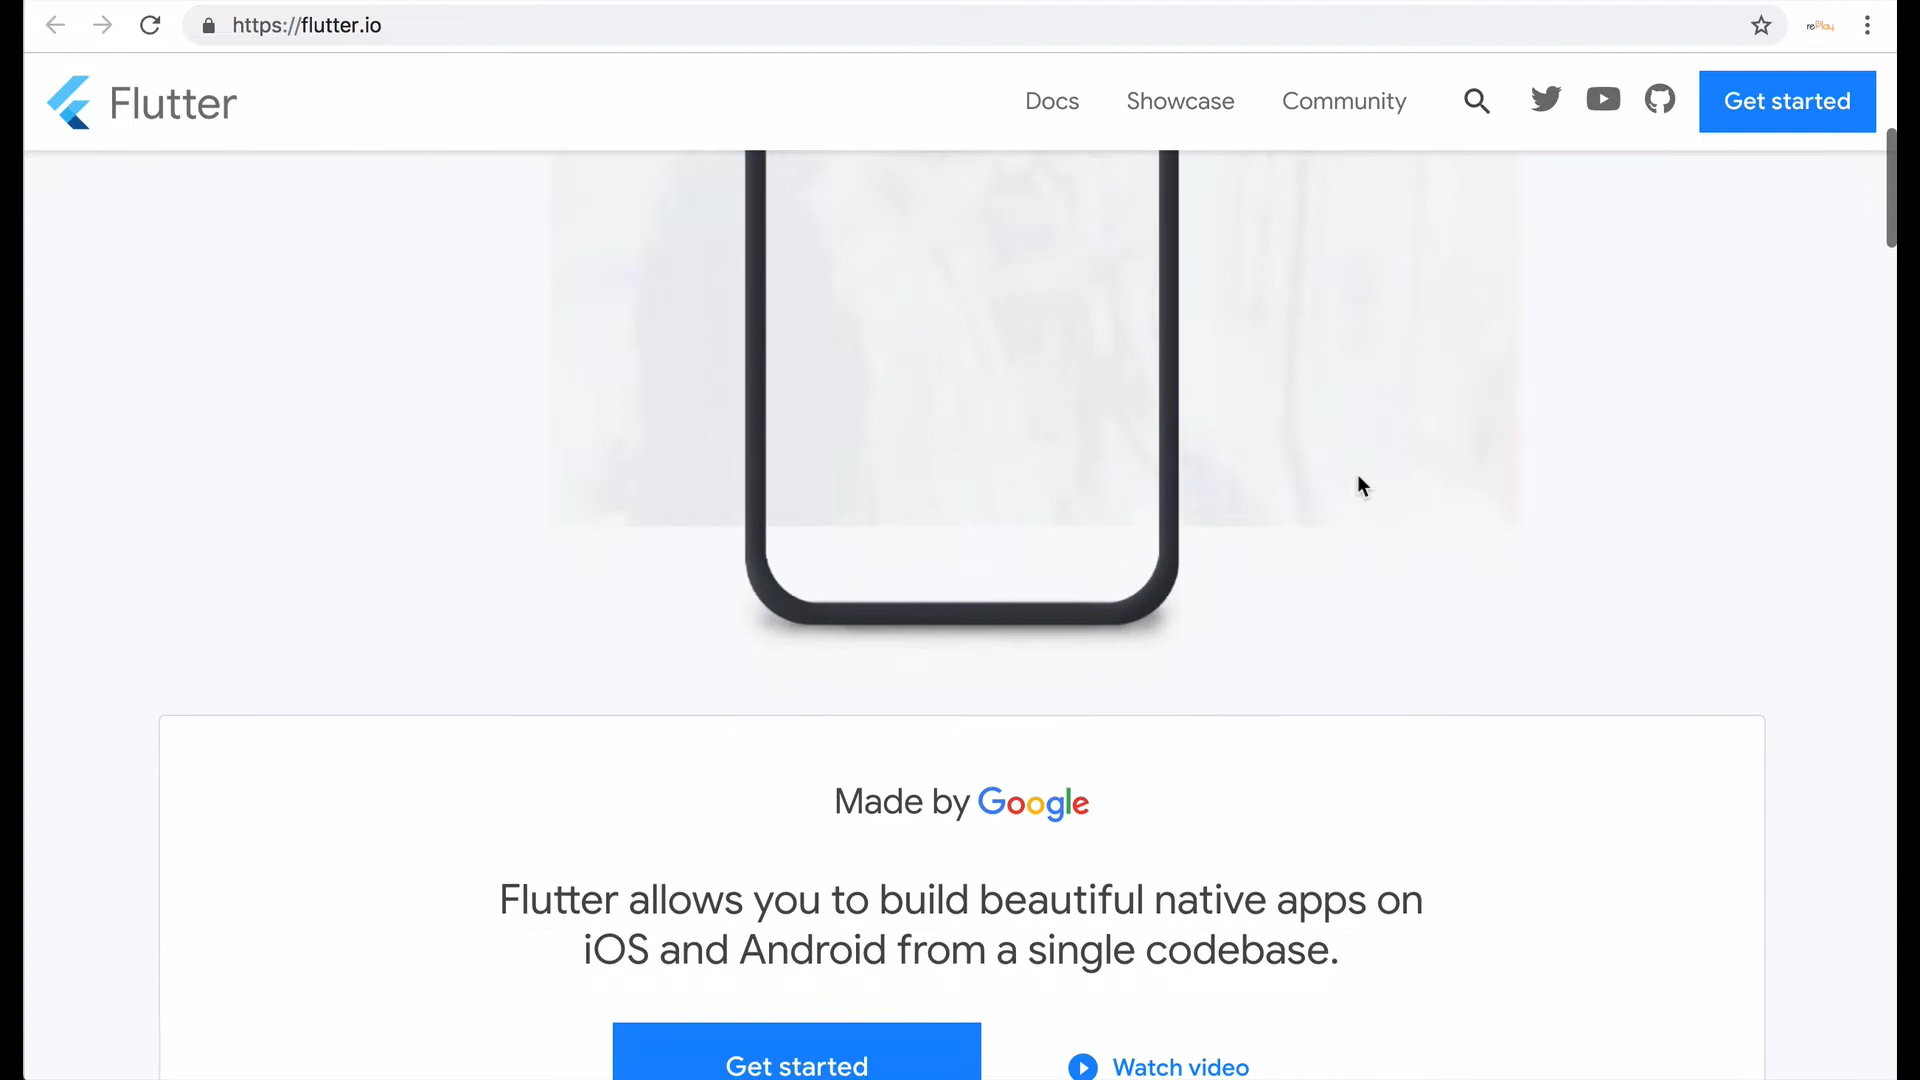 https://flutter.io
rePlay
Flutter
Docs
Showcase
Community
Get started
Made by Google
Flutter allows you to build beautiful native apps on
iOS and Android from a single codebase.
Get started
Watch video